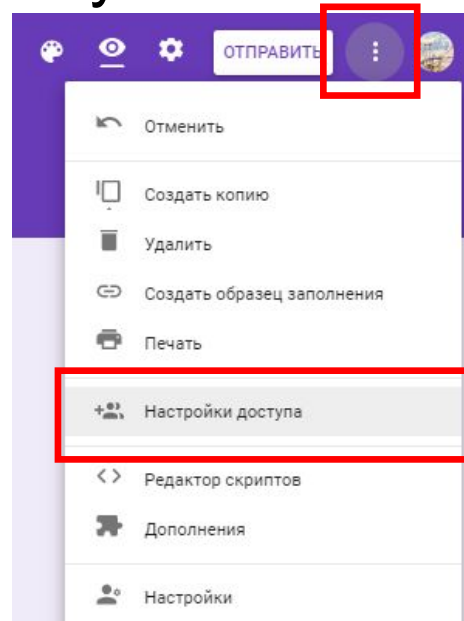 ОТПРАВИТЬ
Отменить
Создать копию
Удалить
Создать образец заполнения
Печать
Настройки доступа
Редактор скриптов
Дополнения
Настройки